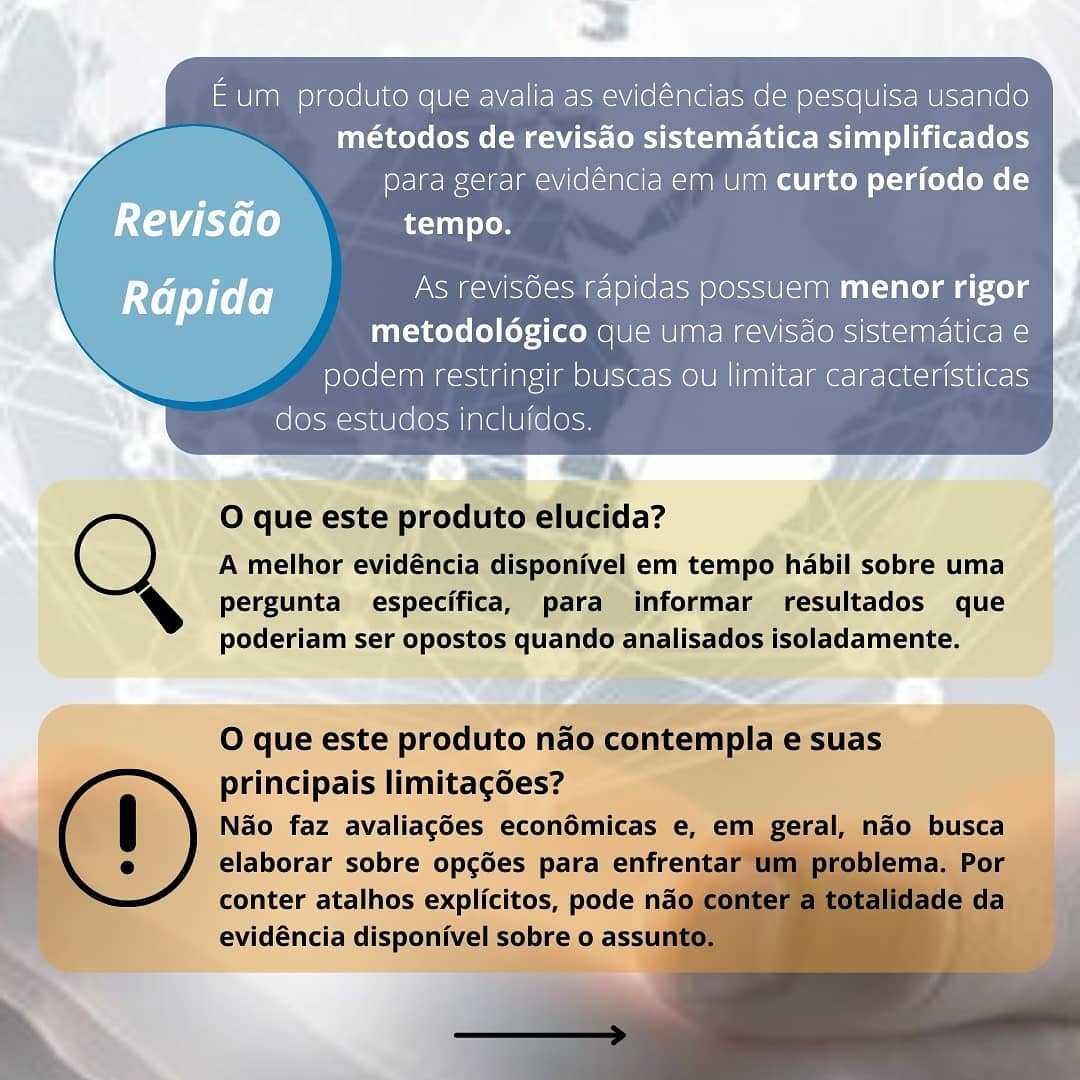 É um produto que avalia as evidências de pesquisa usando
métodos de revisão sistemática simplificados
para gerar evidência em um curto período de
tempo.
Revisão
Rápida
As revisões rápidas possuem menor rigor
metodológico que uma revisão sistemática e
podem restringir buscas ou limitar características
dos estudos incluídos.
O que este produto elucida?
A melhor evidência disponível em tempo hábil sobre uma
pergunta específica, para informar resultados que
poderiam ser opostos quando analisados isoladamente.
O que este produto não contempla e suas
principais limitações?
Não faz avaliações econômicas e, em geral, não busca
elaborar sobre opções para enfrentar um problema. Por
conter atalhos explícitos, pode não conter a totalidade da
evidência disponível sobre o assunto.